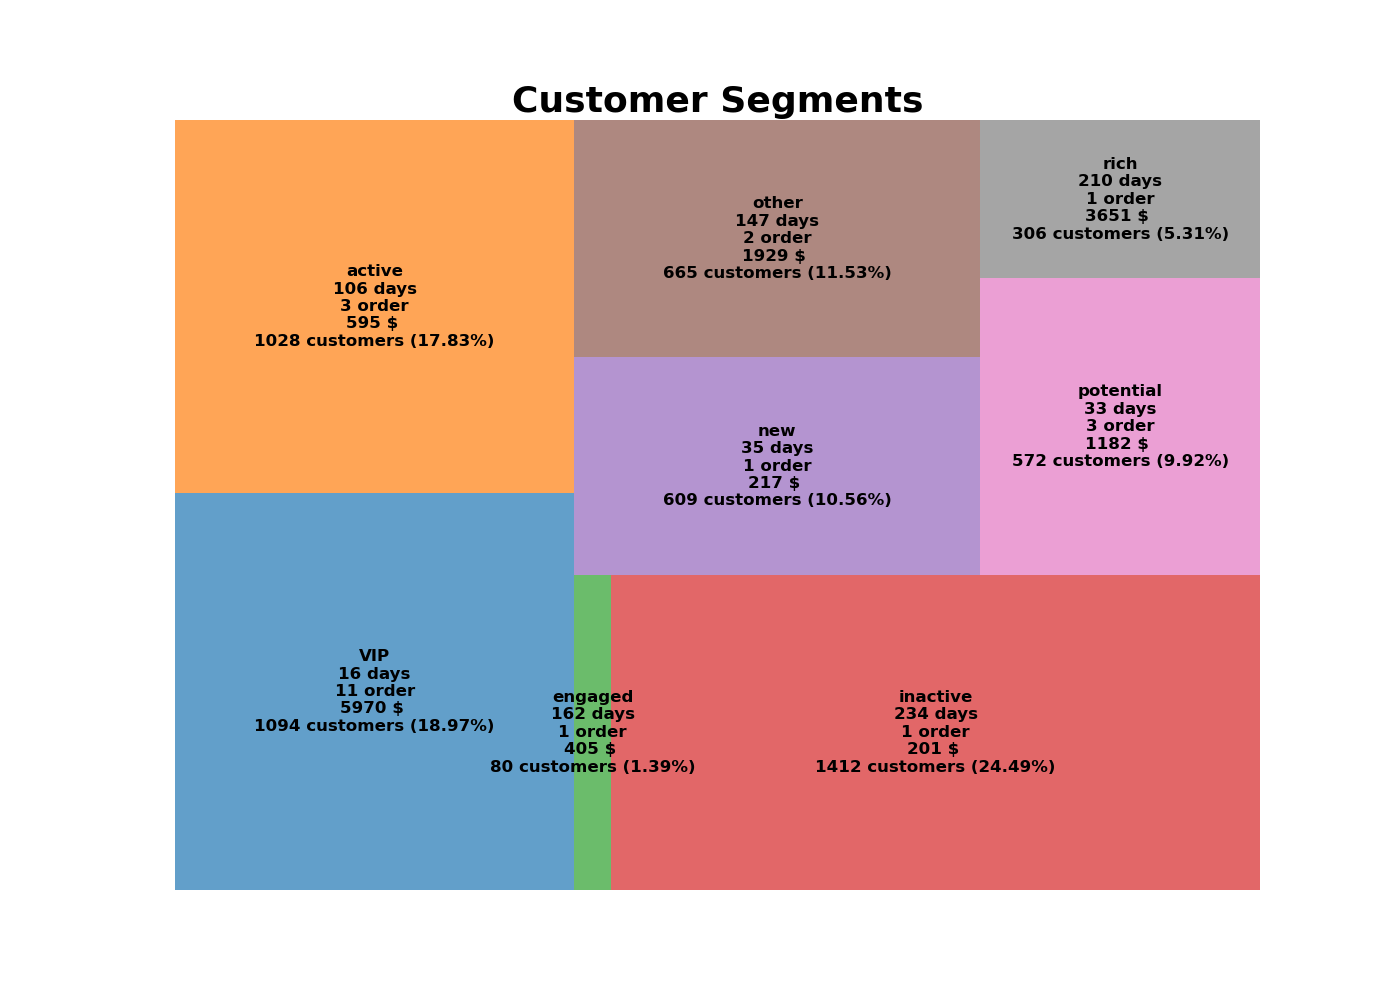 Customer Segments
active
106 days
3 order
595 $
1028 customers (17.83%)
other
147 days
2 order
1929 $
665 customers (11.53%)
rich
210 days
1 order
3651 $
306 customers (5.31%)
new
35 days
1 order
217 $
609 customers (10.56%)
potential
33 days
3 order
1182 $
572 customers (9.92%)
VIP
16 days
11 order
5970 $
1094 customers (18.97%)
engaged
162 days
1 order
405 $
80 customers (1.39%)
inactive
234 days
1 order
201 $
1412 customers (24.49%)